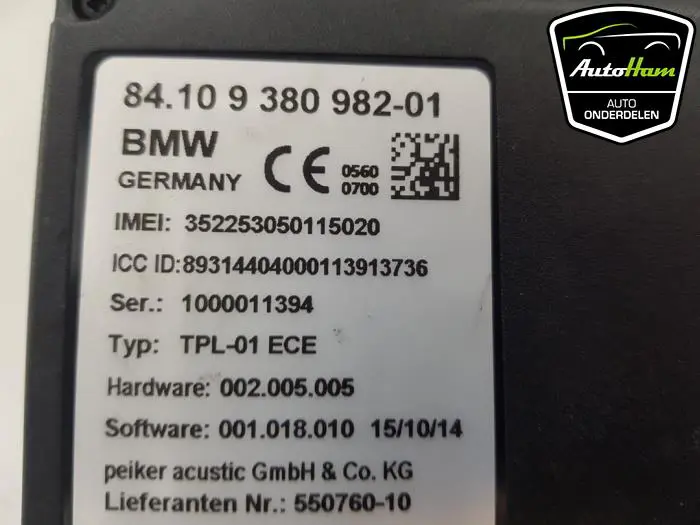 84.10 9 380 982-01
BMW
GERMANY
CE
0560
0700
IMEI: 352253050115020
ICC ID:89314404000113913736
Ser.: 1000011394
Typ: TPL-01 ECE
Hardware: 002.005.005
Software: 001.018.010 15/10/14
peiker acustic GmbH & Co. KG
Lieferanten Nr.: 550760-10
AutoHam
AUTO
ONDERDELEN